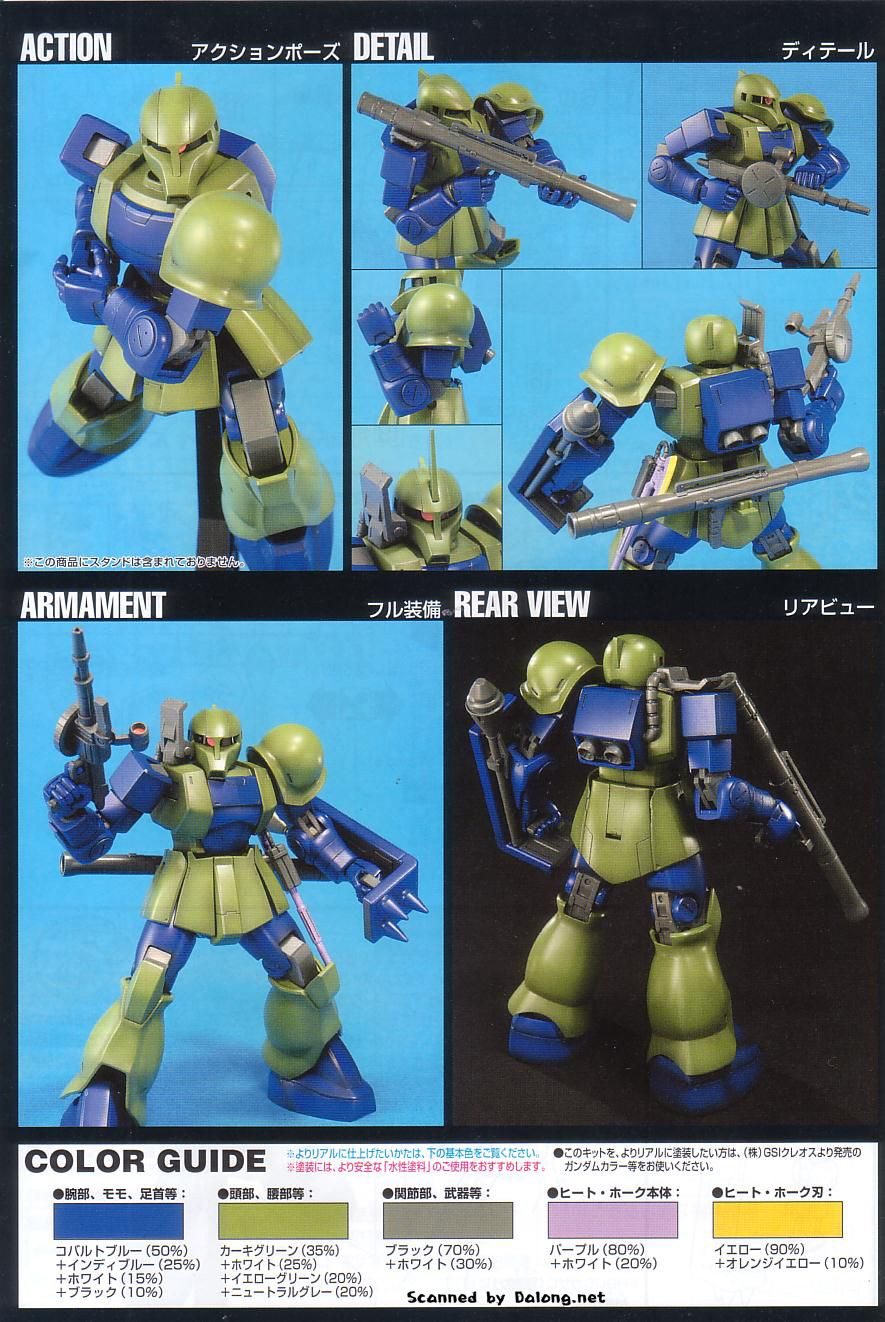 ACTION アクションポーズ
DETAIL ディテール
※この商品にスタンドは含まれておりません。
ARMAMENT フル装備
REAR VIEW リアビュー
COLOR GUIDE
※よりリアルに仕上げたいかたは、下の基本色をご覧ください。
※塗装には、より安全な「水性塗料」のご使用をおすすめします。
●このキットを、よりリアルに塗装したい方は、(株)GSIクレオスより発売の
ガンダムカラー等をお使いください。
●腕部、モモ、足首等：
コバルトブルー(50%)
+インディブルー(25%)
+ホワイト(15%)
+ブラック(10%)
●頭部、腰部等：
カーキグリーン(35%)
+ホワイト(25%)
+イエローグリーン(20%)
+ニュートラルグレー(20%)
●関節部、武器等：
ブラック(70%)
+ホワイト(30%)
●ヒート・ホーク本体：
パープル(80%)
+ホワイト(20%)
●ヒート・ホーク刃：
イエロー(90%)
+オレンジイエロー(10%)
Scanned by Dalong.net